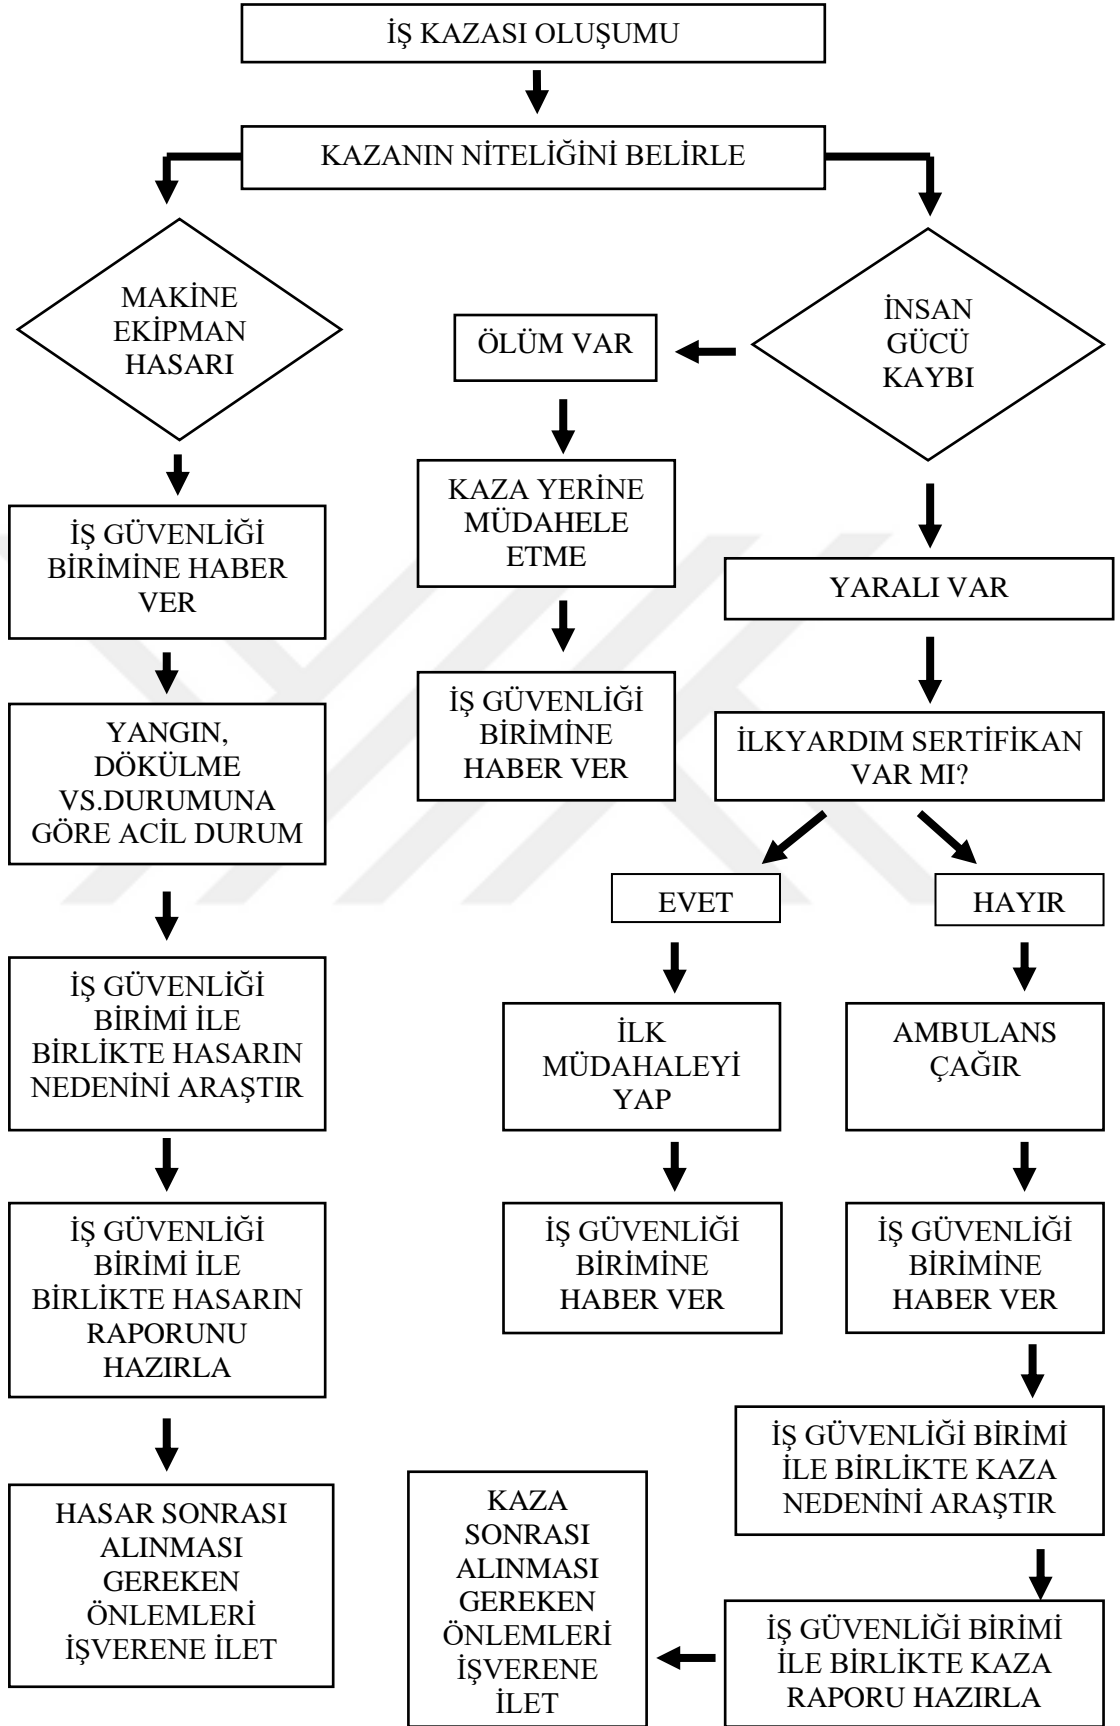 İŞ KAZASI OLUŞUMU
KAZANIN NİTELİĞİNİ BELİRLE
MAKİNE
EKİPMAN
HASARI
İNSAN
GÜCÜ
KAYBI
ÖLÜM VAR
KAZA YERİNE
MÜDAHELE
ETME
İŞ GÜVENLİĞİ
BİRİMİNE HABER
VER
YARALI VAR
İŞ GÜVENLİĞİ
BİRİMİNE
HABER VER
YANGIN,
DÖKÜLME
VS.DURUMUNA
GÖRE ACİL DURUM
İLKYARDIM SERTİFİKAN
VAR MI?
EVET
HAYIR
İŞ GÜVENLİĞİ
BİRİMİ İLE
BİRLİKTE HASARIN
NEDENİNİ ARAŞTIR
İLK
MÜDAHALEYİ
YAP
AMBULANS
ÇAĞIR
İŞ GÜVENLİĞİ
BİRİMİ İLE
BİRLİKTE HASARIN
RAPORUNU
HAZIRLA
İŞ GÜVENLİĞİ
BİRİMİNE
HABER VER
İŞ GÜVENLİĞİ
BİRİMİNE
HABER VER
İŞ GÜVENLİĞİ BİRİMİ
İLE BİRLİKTE KAZA
NEDENİNİ ARAŞTIR
HASAR SONRASI
ALINMASI
GEREKEN
ÖNLEMLERİ
İŞVERENE İLET
KAZA
SONRASI
ALINMASI
GEREKEN
ÖNLEMLERİ
İŞVERENE
İLET
İŞ GÜVENLİĞİ BİRİMİ
İLE BİRLİKTE KAZA
RAPORU HAZIRLA